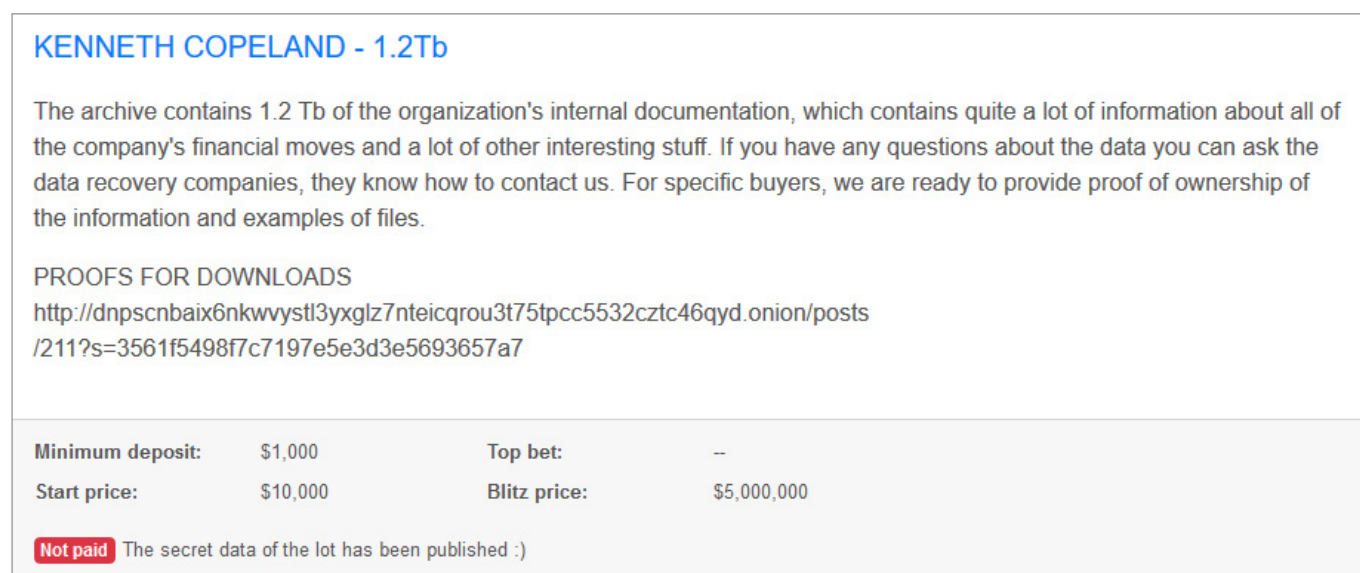 KENNETH COPELAND - 1.2Tb
The archive contains 1.2 Tb of the organization's internal documentation, which contains quite a lot of information about all of
the company's financial moves and a lot of other interesting stuff. If you have any questions about the data you can ask the
data recovery companies, they know how to contact us. For specific buyers, we are ready to provide proof of ownership of
the information and examples of files.
PROOFS FOR DOWNLOADS
http://dnpscnbaix6nkwvystl3yxglz7nteicqrou3t75tpcc5532cztc46qyd.onion/posts
/211?s=3561f5498f7c7197e5e3d3e5693657a7
Minimum deposit: $1,000 Top bet: --
Start price: $10,000 Blitz price: $5,000,000
Not paid The secret data of the lot has been published :)